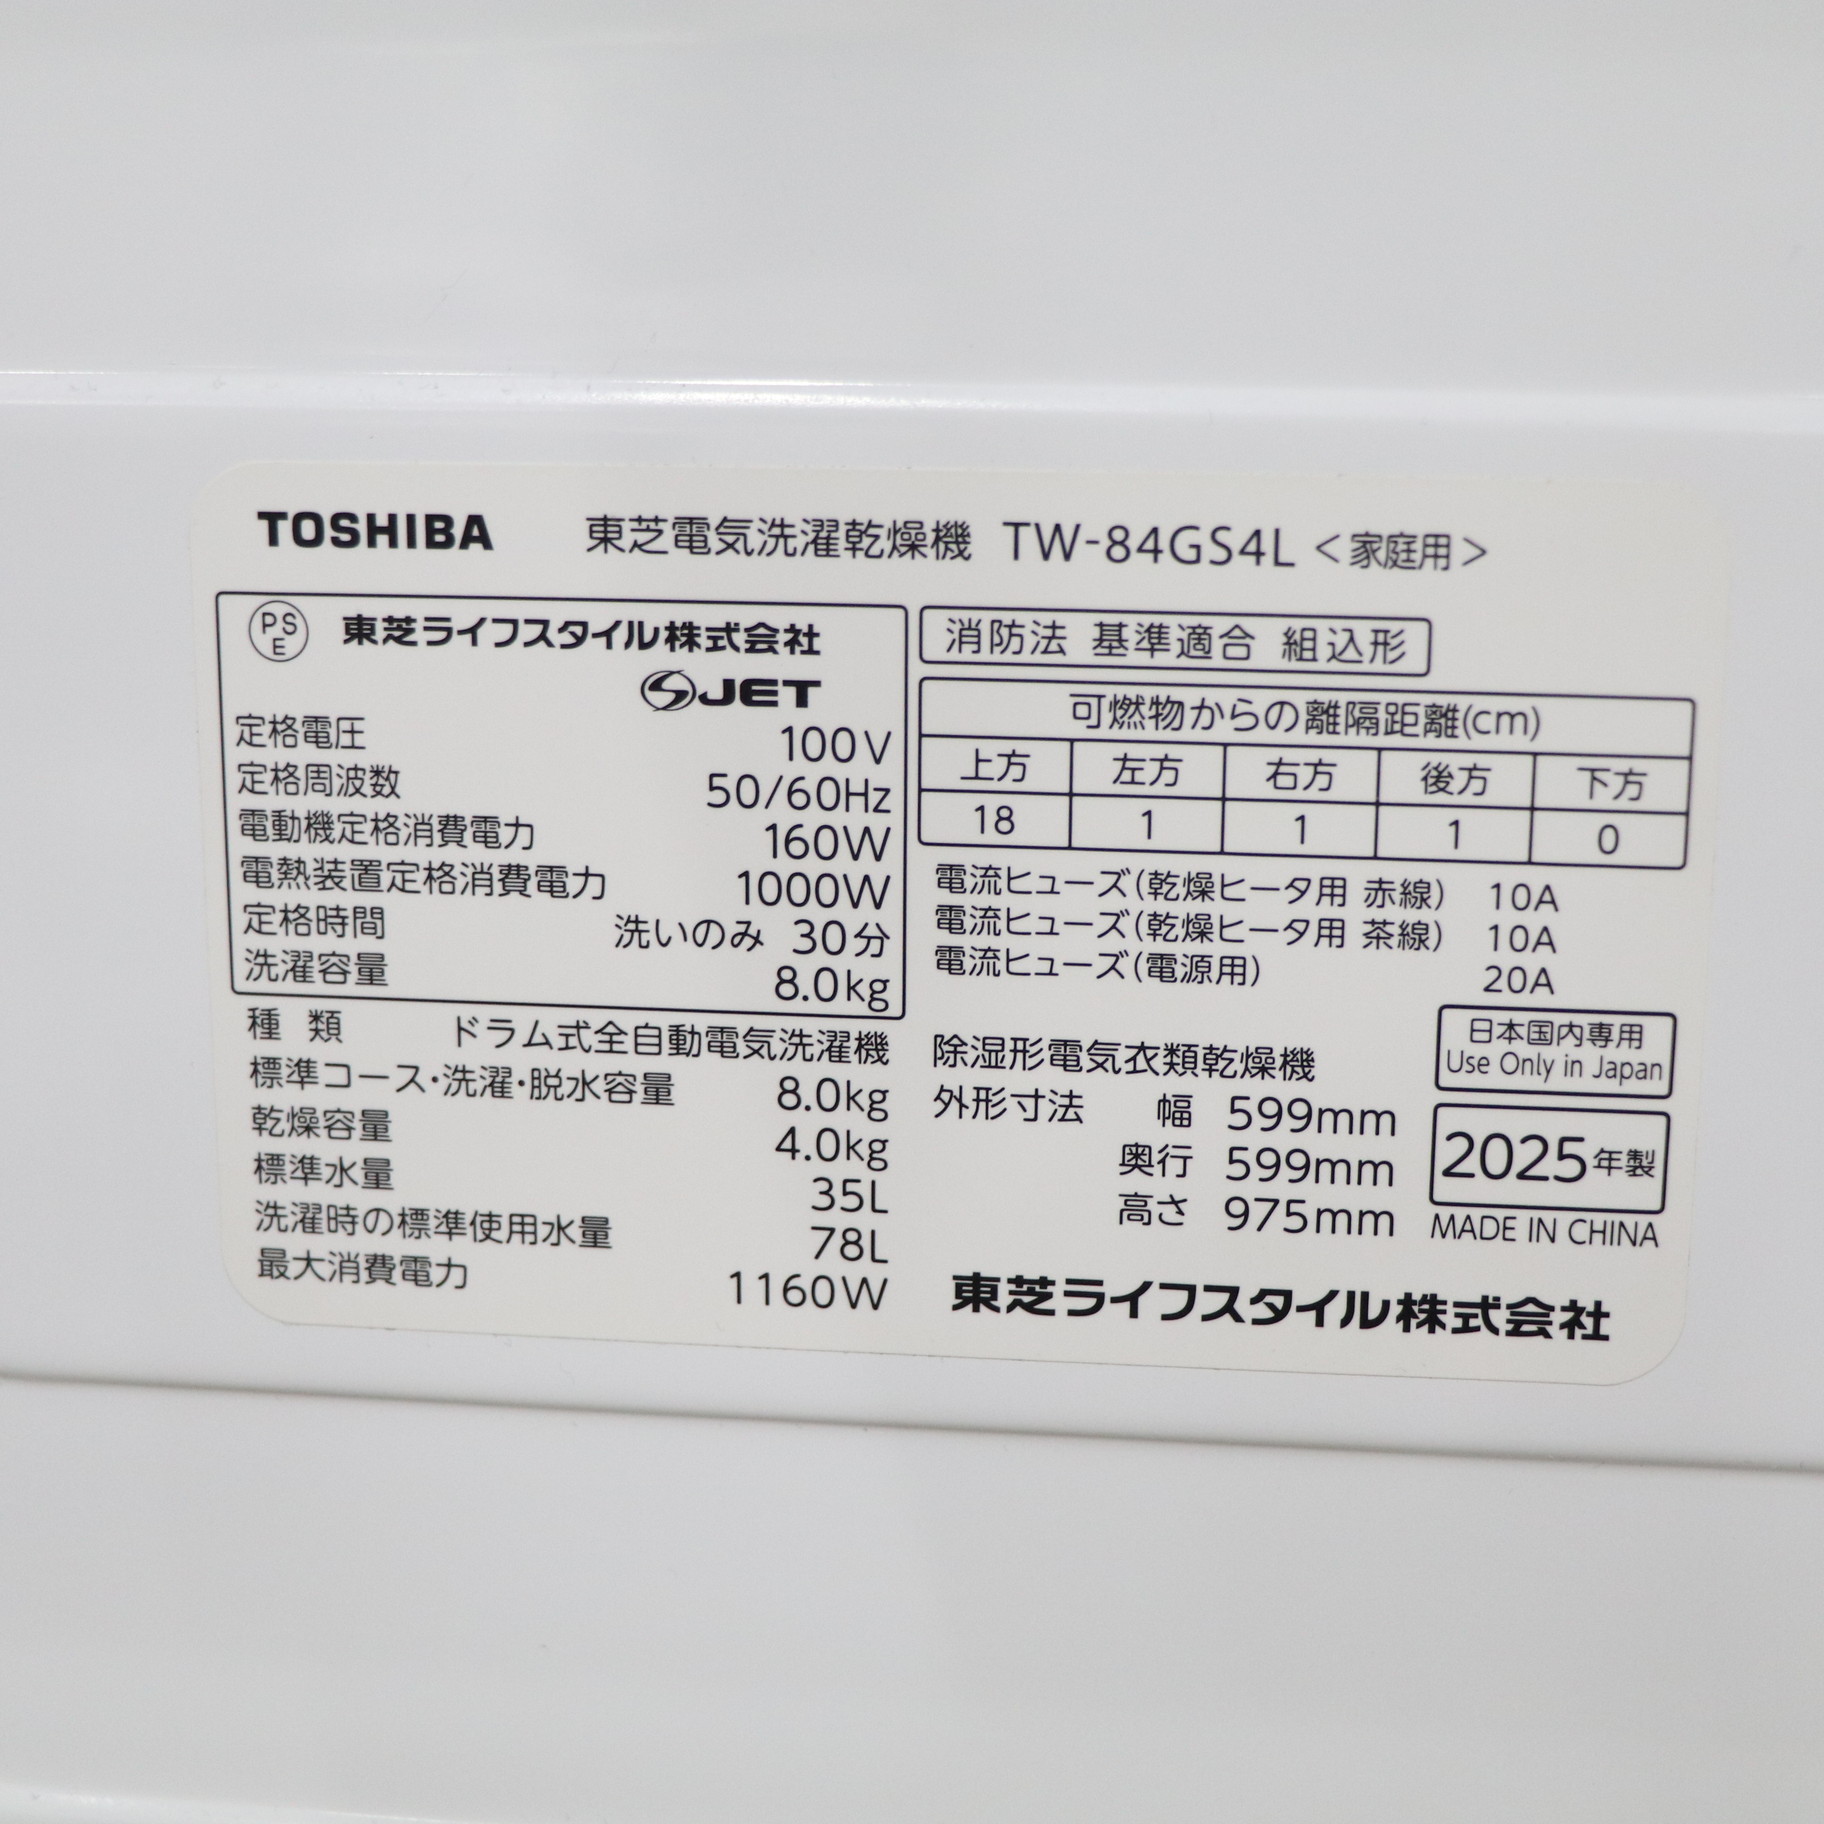 TOSHIBA 東芝電気洗濯乾燥機 TW-84GS4L <家庭用>
PSE 東芝ライフスタイル株式会社
S JET
定格電圧 100V
定格周波数 50/60Hz
電動機定格消費電力 160W
電熱装置定格消費電力 1000W
定格時間 洗いのみ 30分
洗濯容量 8.0kg
種 類 ドラム式全自動電気洗濯機
標準コース・洗濯・脱水容量 8.0kg
乾燥容量 4.0kg
標準水量 35L
洗濯時の標準使用水量 78L
最大消費電力 1160W
消防法 基準適合 組込形
可燃物からの離隔距離(cm)
上方 左方 右方 後方 下方
18 1 1 1 0
電流ヒューズ(乾燥ヒータ用 赤線) 10A
電流ヒューズ(乾燥ヒータ用 茶線) 10A
電流ヒューズ(電源用) 20A
日本国内専用
Use Only in Japan
除湿形電気衣類乾燥機
外形寸法 幅 599mm
奥行 599mm
高さ 975mm
2025年製
MADE IN CHINA
東芝ライフスタイル株式会社